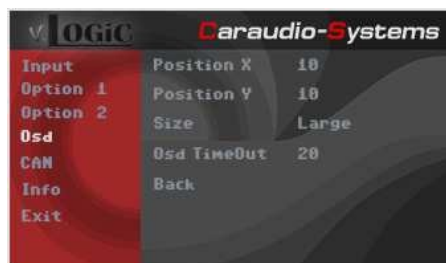 v.LOGiC Caraudio-Systems
Input
Option 1
Option 2
Osd
CAN
Info
Exit
Position X 10
Position Y 10
Size Large
Osd TimeOut 20
Back